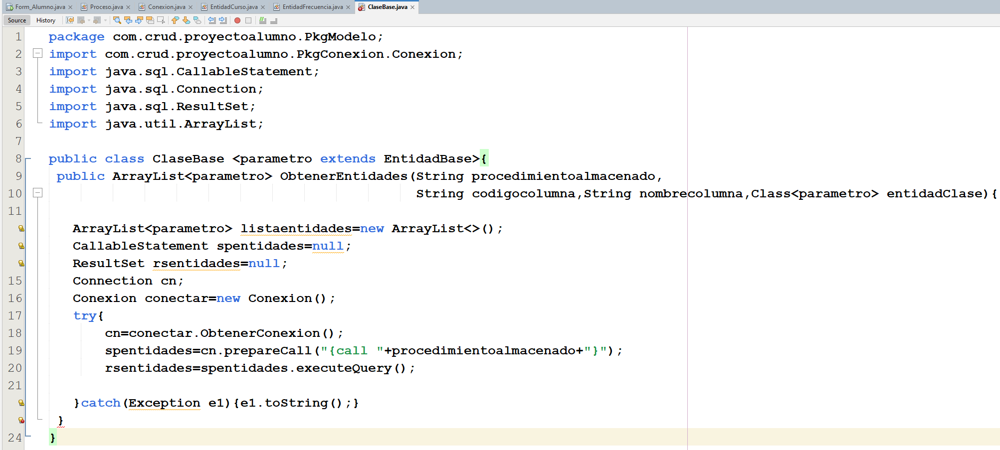 Form_Alumno.java Proceso.java Conexion.java EntidadCurso.java EntidadFrecuencia.java ClaseBase.java
Source History
1 package com.crud.proyectoalumno.PkgModelo;
2 import com.crud.proyectoalumno.PkgConexion.Conexion;
3 import java.sql.CallableStatement;
4 import java.sql.Connection;
5 import java.sql.ResultSet;
6 import java.util.ArrayList;
7
8 public class ClaseBase <parametro extends EntidadBase>{
9 public ArrayList<parametro> ObtenerEntidades(String procedimientoalmacenado,
10 String codigocolumna,String nombrecolumna,Class<parametro> entidadClase){
11
ArrayList<parametro> listaentidades=new ArrayList<>();
CallableStatement spentidades=null;
ResultSet rsentidades=null;
15 Connection cn;
16 Conexion conectar=new Conexion();
17 try{
18 cn=conectar.ObtenerConexion();
19 spentidades=cn.prepareCall("{call "+procedimientoalmacenado+"}");
20 rsentidades=spentidades.executeQuery();
21
}catch(Exception e1){e1.toString();}
}
24 }